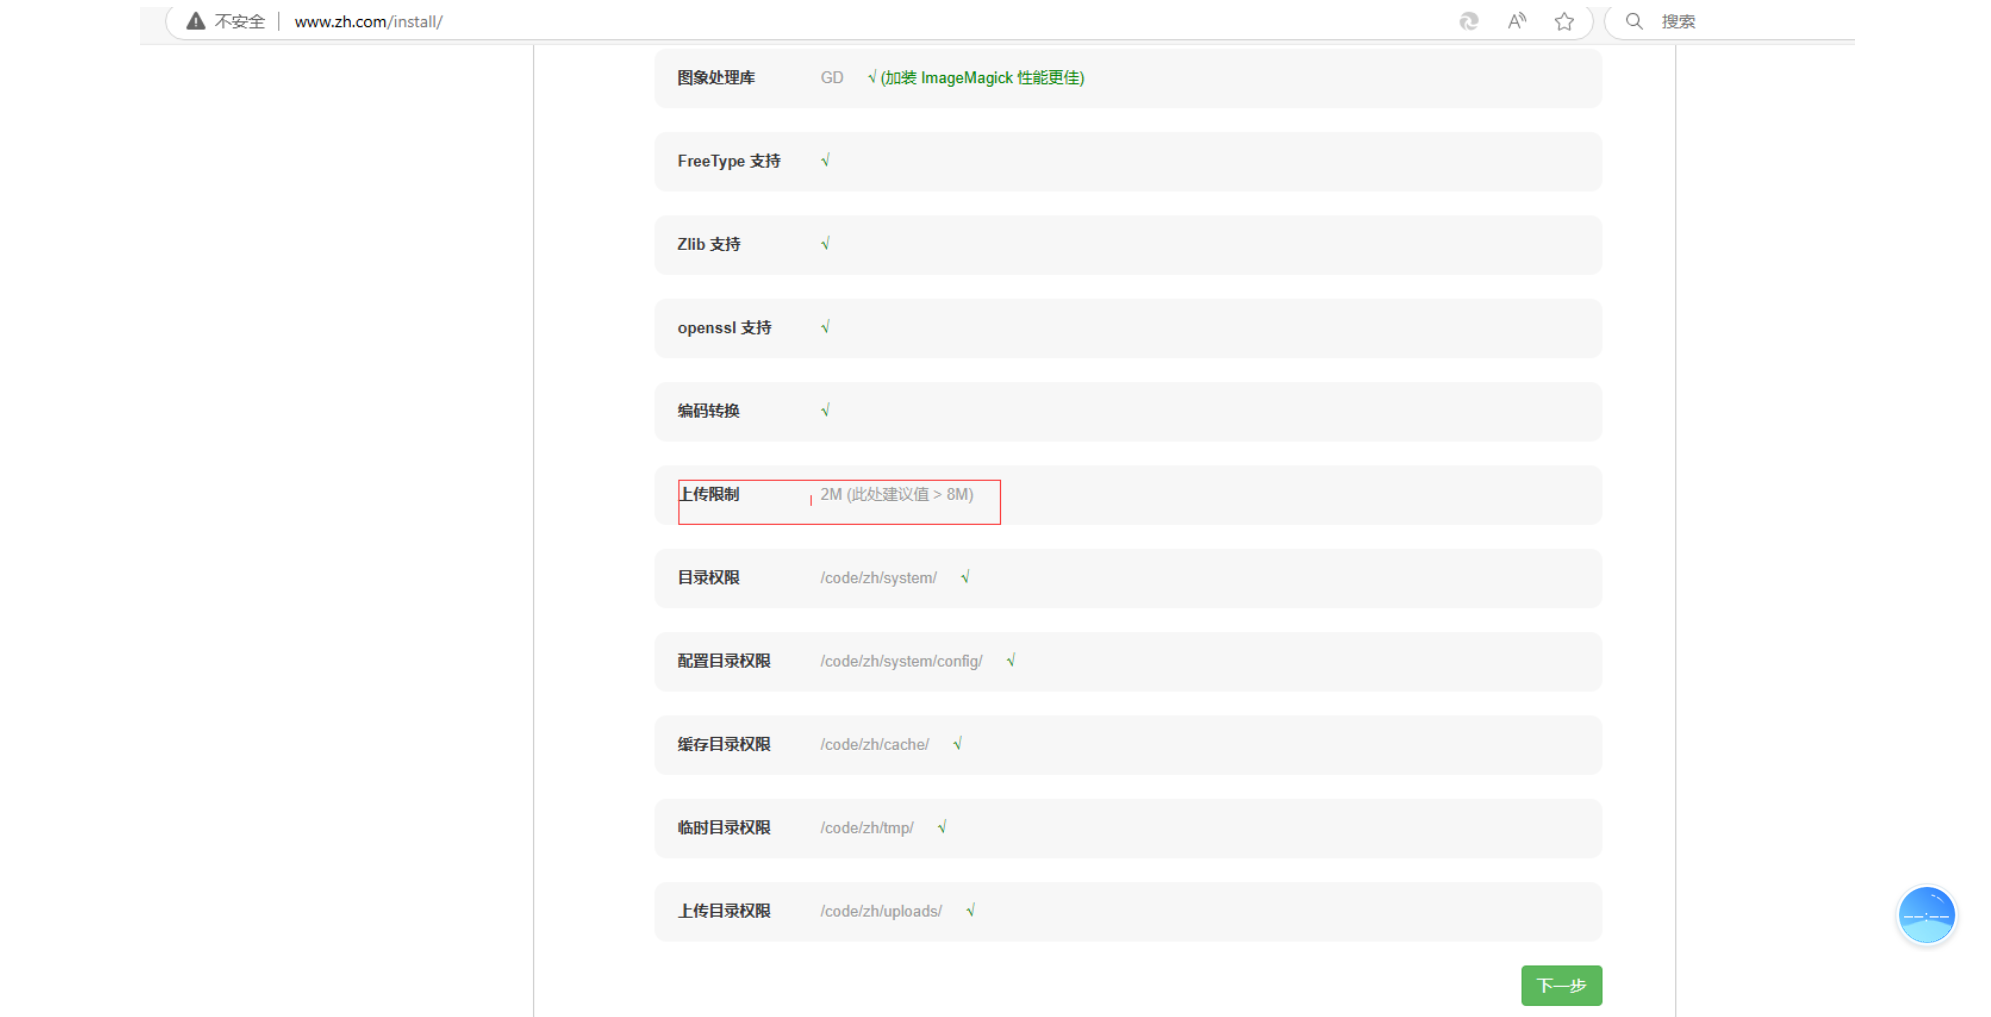 不安全 www.zh.com/install/ 搜索
图象处理库 GD √ (加装 ImageMagick 性能更佳)
FreeType 支持 √
Zlib 支持 √
openssl 支持 √
编码转换 √
上传限制 2M (此处建议值 > 8M)
目录权限 /code/zh/system/ √
配置目录权限 /code/zh/system/config/ √
缓存目录权限 /code/zh/cache/ √
临时目录权限 /code/zh/tmp/ √
上传目录权限 /code/zh/uploads/ √
--:--
下一步